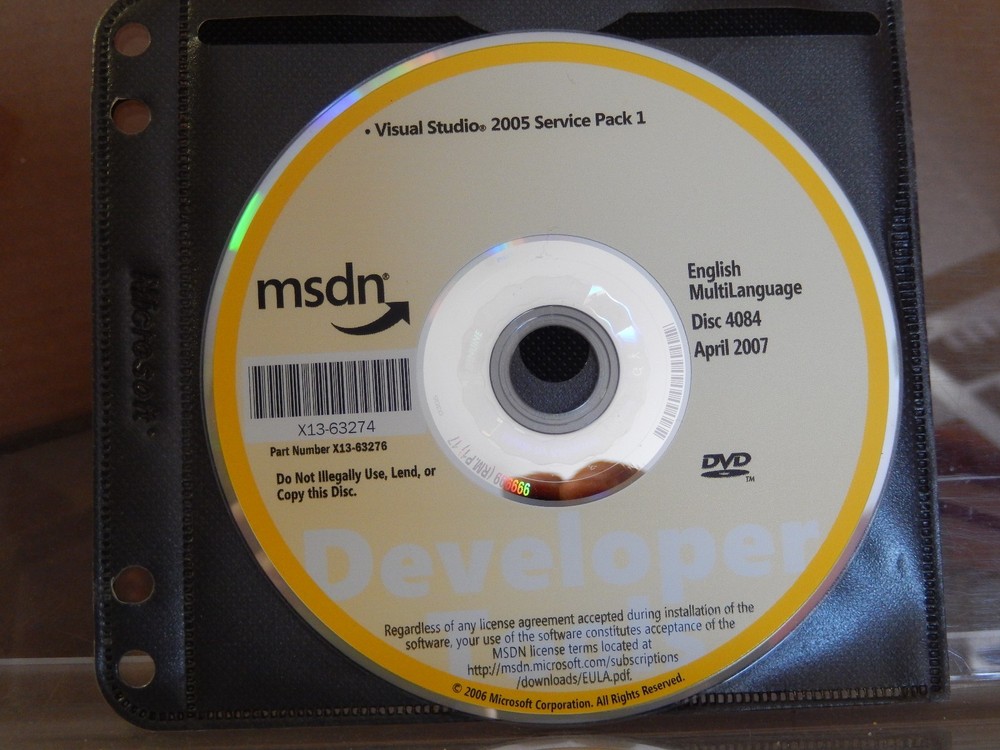 • Visual Studio® 2005 Service Pack 1
msdn®
English
MultiLanguage
Disc 4084
April 2007
X13-63274
Part Number X13-63276
Do Not Illegally Use, Lend, or
Copy this Disc.
DVD
TM
Developer
Regardless of any license agreement accepted during installation of the
software, your use of the software constitutes acceptance of the
MSDN license terms located at
http://msdn.microsoft.com/subscriptions
/downloads/EULA.pdf.
© 2006 Microsoft Corporation. All Rights Reserved.
Microsoft